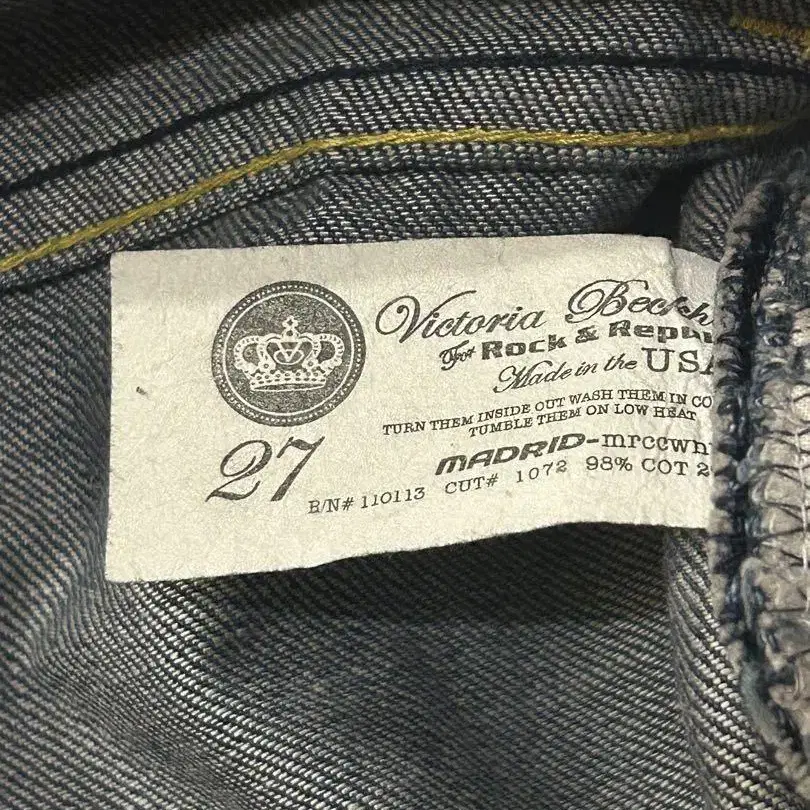 Victoria Beckh
For Rock & Repu
Made in the USA
TURN THEM INSIDE OUT WASH THEM IN CO
TUMBLE THEM ON LOW HEAT
MADRID-mrccwn
27 R/N# 110113 CUT# 1072 98% COT 2